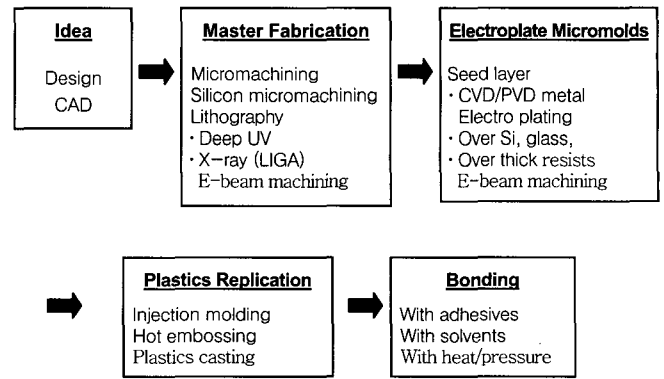 Idea
Design
CAD
Master Fabrication
Micromachining
Silicon micromachining
Lithography
· Deep UV
· X-ray (LIGA)
E-beam machining
Electroplate Micromolds
Seed layer
· CVD/PVD metal
Electro plating
· Over Si, glass,
· Over thick resists
E-beam machining
Plastics Replication
Injection molding
Hot embossing
Plastics casting
Bonding
With adhesives
With solvents
With heat/pressure